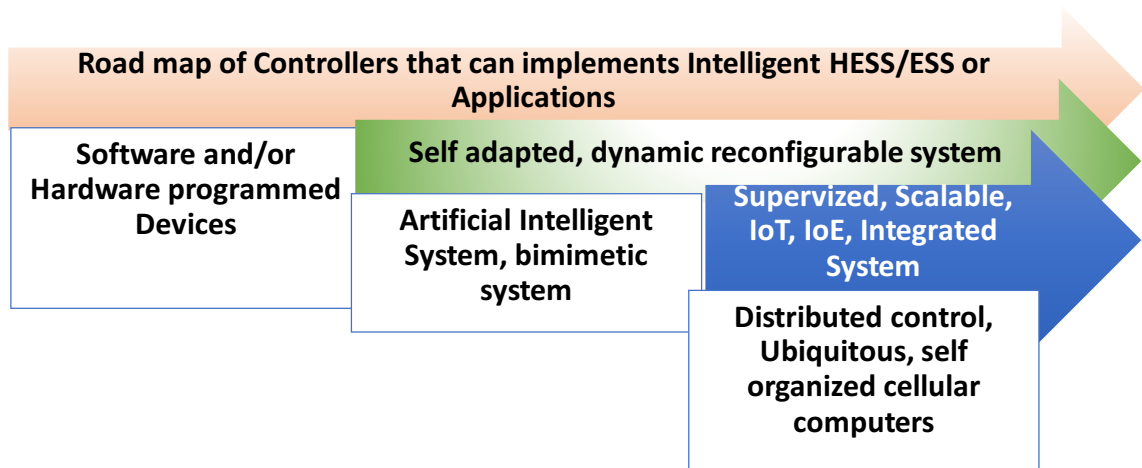 Road map of Controllers that can implements Intelligent HESS/ESS or
Applications
Software and/or
Hardware programmed
Devices
Self adapted, dynamic reconfigurable system
Artificial Intelligent
System, bimimetic
system
Supervized, Scalable,
IoT, IoE, Integrated
System
Distributed control,
Ubiquitous, self
organized cellular
computers